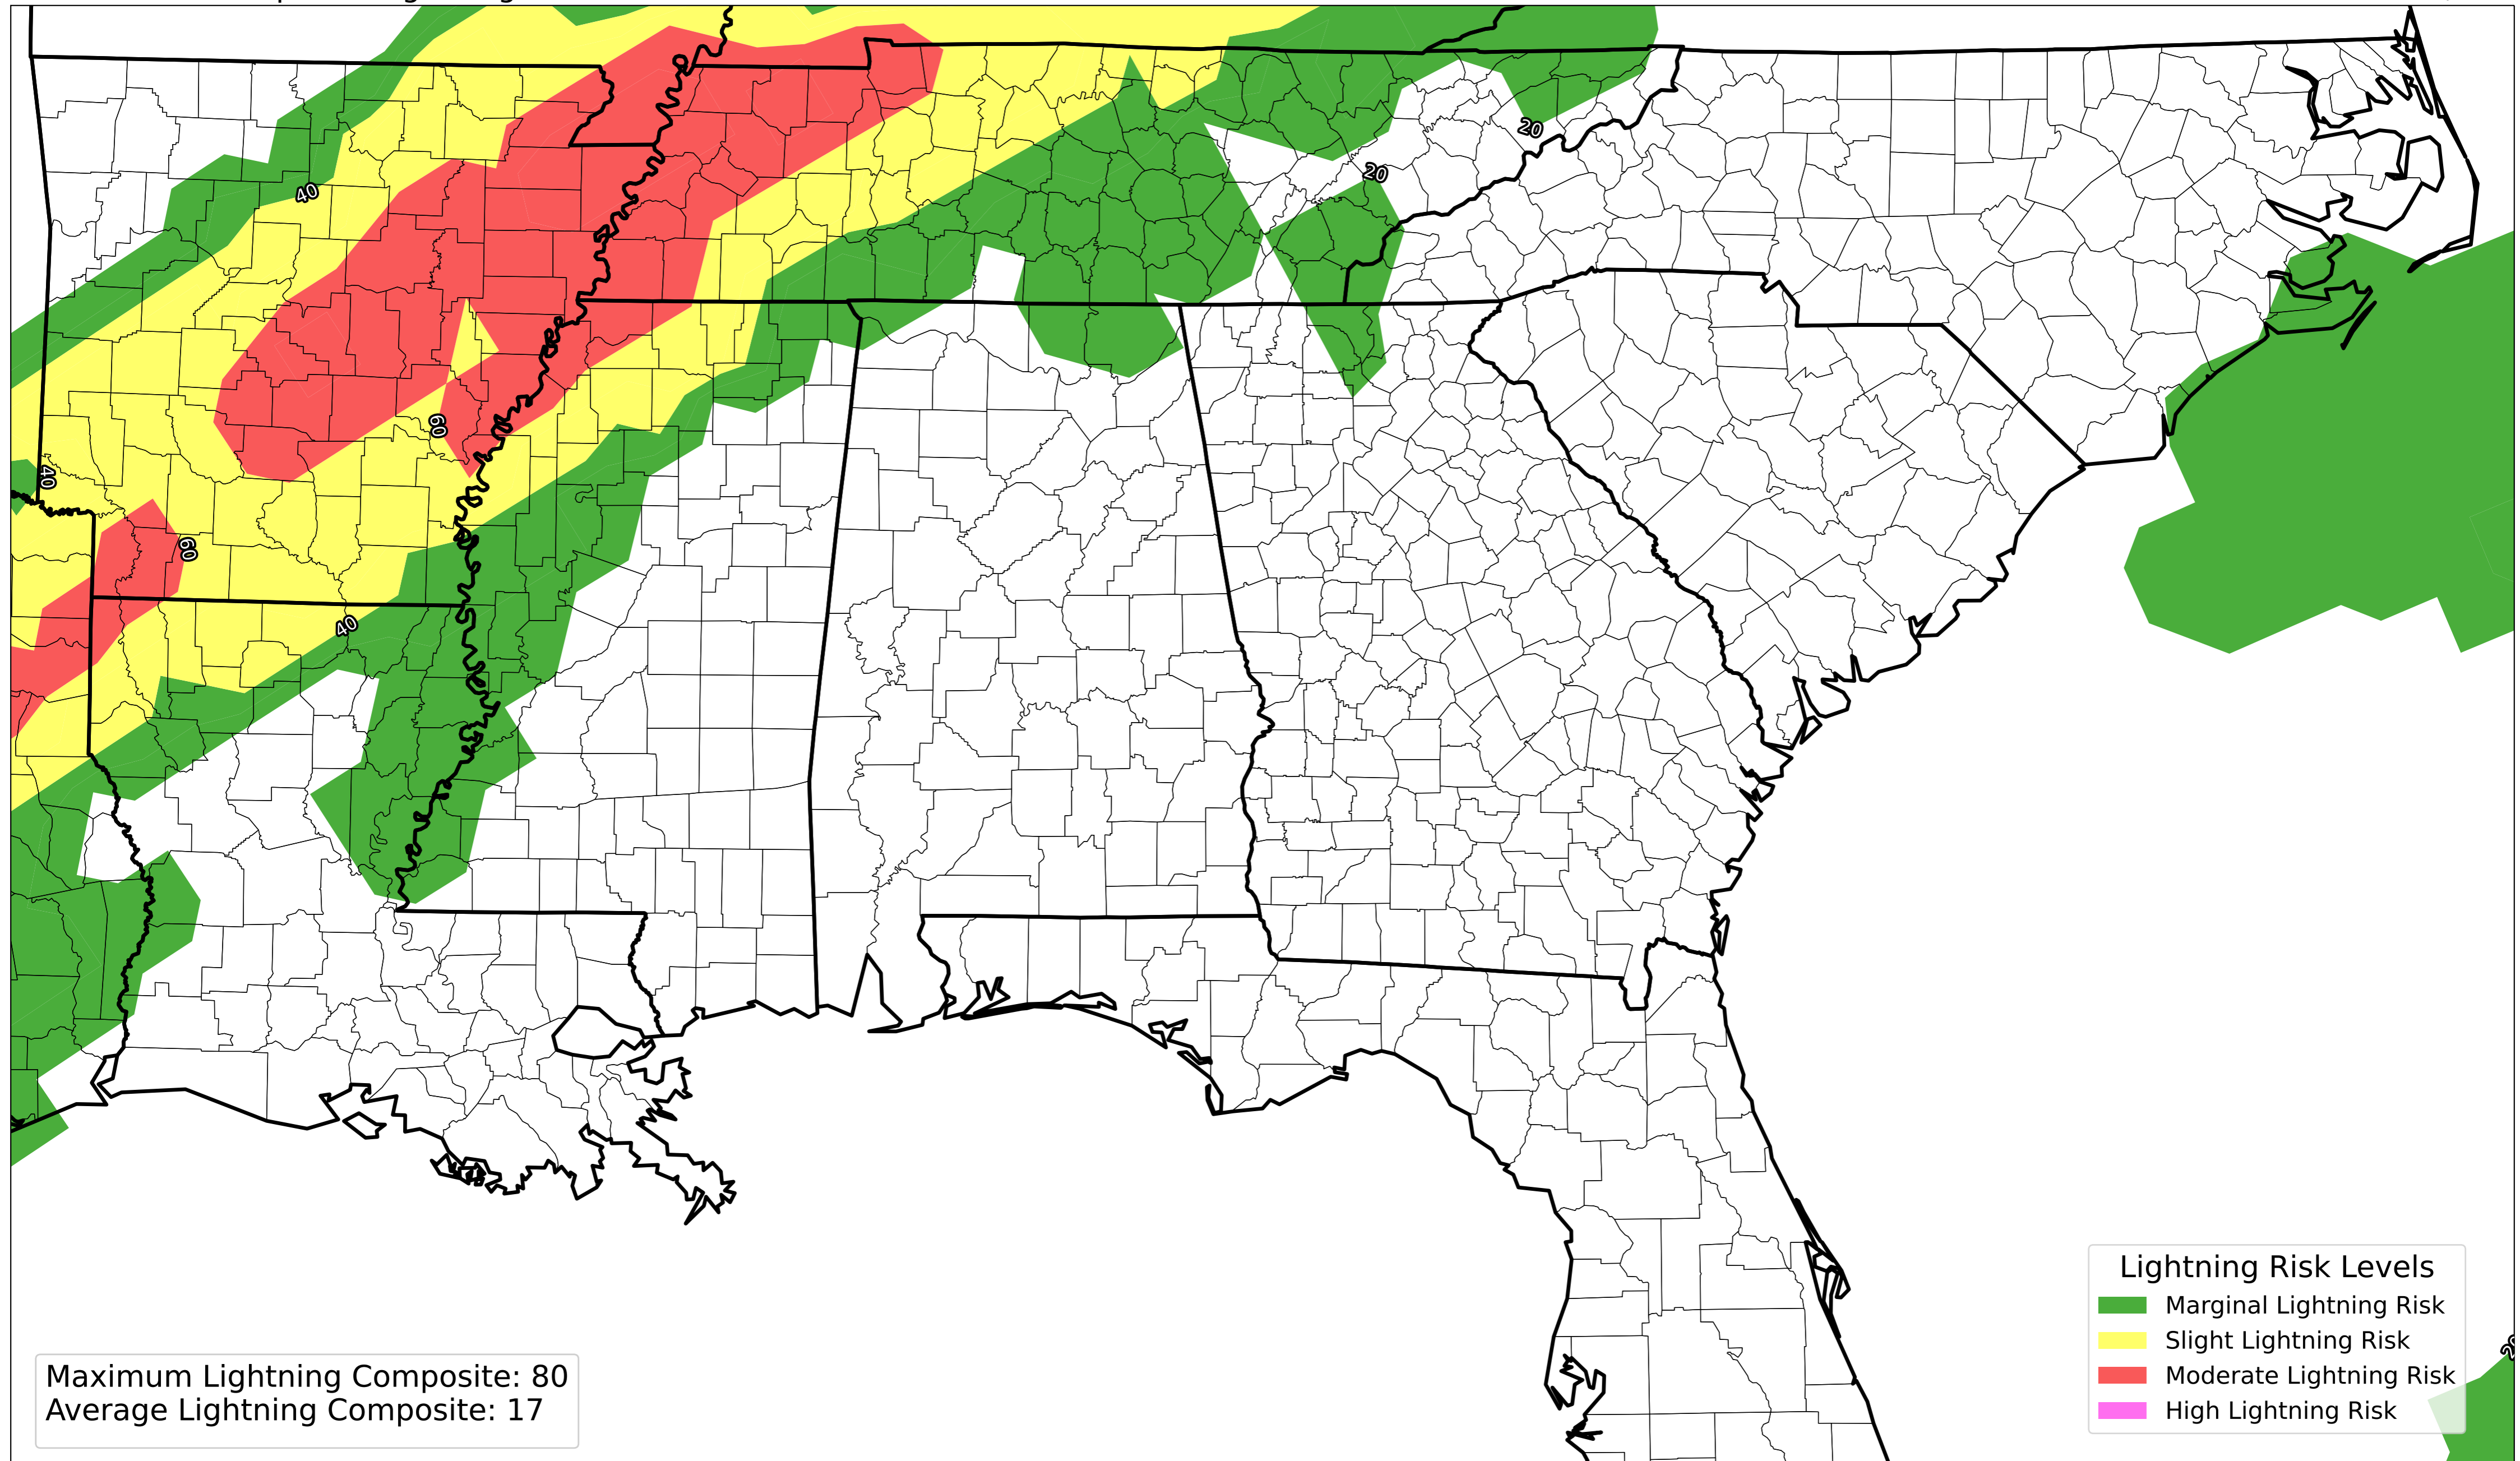 20
20
40
60
40
60
40
Lightning Risk Levels
Marginal Lightning Risk
Slight Lightning Risk
Moderate Lightning Risk
High Lightning Risk
Maximum Lightning Composite: 80
Average Lightning Composite: 17